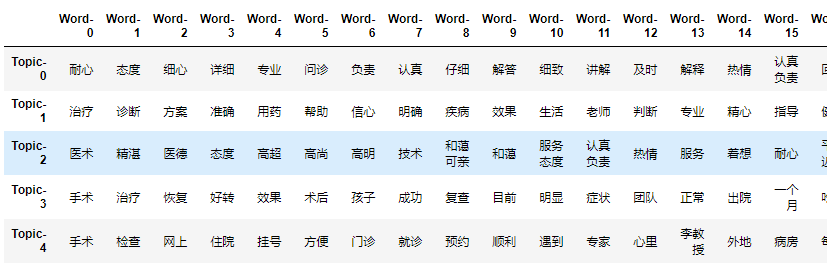 Word-0 Word-1 Word-2 Word-3 Word-4 Word-5 Word-6 Word-7 Word-8 Word-9 Word-10 Word-11 Word-12 Word-13 Word-14 Word-15
Topic-0 耐心 态度 细心 详细 专业 问诊 负责 认真 仔细 解答 细致 讲解 及时 解释 热情 认真负责
Topic-1 治疗 诊断 方案 准确 用药 帮助 信心 明确 疾病 效果 生活 老师 判断 专业 精心 指导
Topic-2 医术 精湛 医德 态度 高超 高尚 高明 技术 和蔼可亲 和蔼 服务态度 认真负责 热情 服务 着想 耐心
Topic-3 手术 治疗 恢复 好转 效果 术后 孩子 成功 复查 目前 明显 症状 团队 正常 出院 一个月
Topic-4 手术 检查 网上 住院 挂号 方便 门诊 就诊 预约 顺利 遇到 专家 心里 李教授 外地 病房